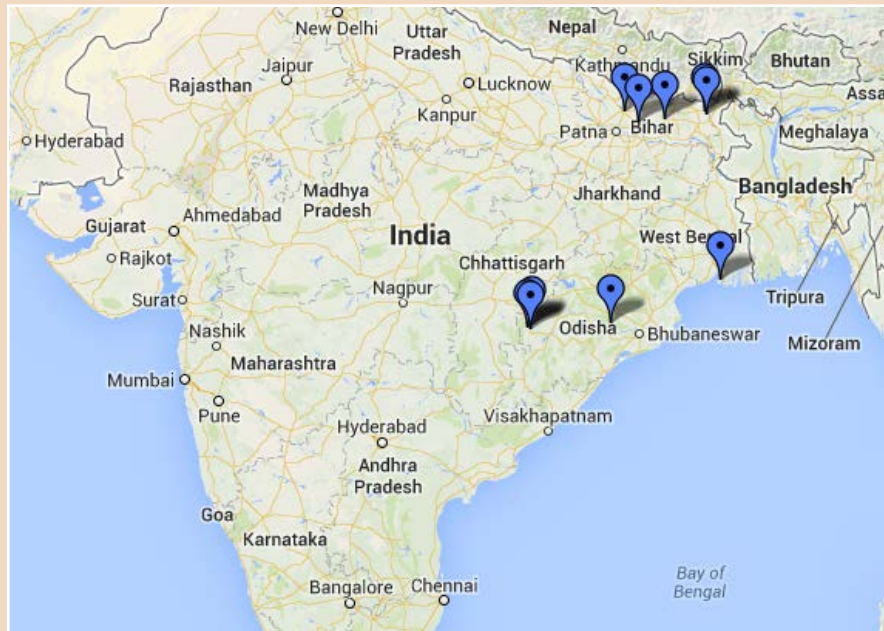 New Delhi
Uttar
Pradesh
Nepal
Kathmandu
Sikkim
Bhutan
Jaipur
Rajasthan
Lucknow
Kanpur
Assa
Hyderabad
Patna
Bihar
Meghalaya
Madhya
Pradesh
Jharkhand
Bangladesh
Gujarat
Ahmedabad
India
West Bengal
Rajkot
Chhattisgarh
Surat
Nagpur
Tripura
Nashik
Odisha
Bhubaneswar
Mizoram
Maharashtra
Mumbai
Pune
Visakhapatnam
Hyderabad
Andhra
Pradesh
Goa
Karnataka
Bay of
Bengal
Bangalore
Chennai